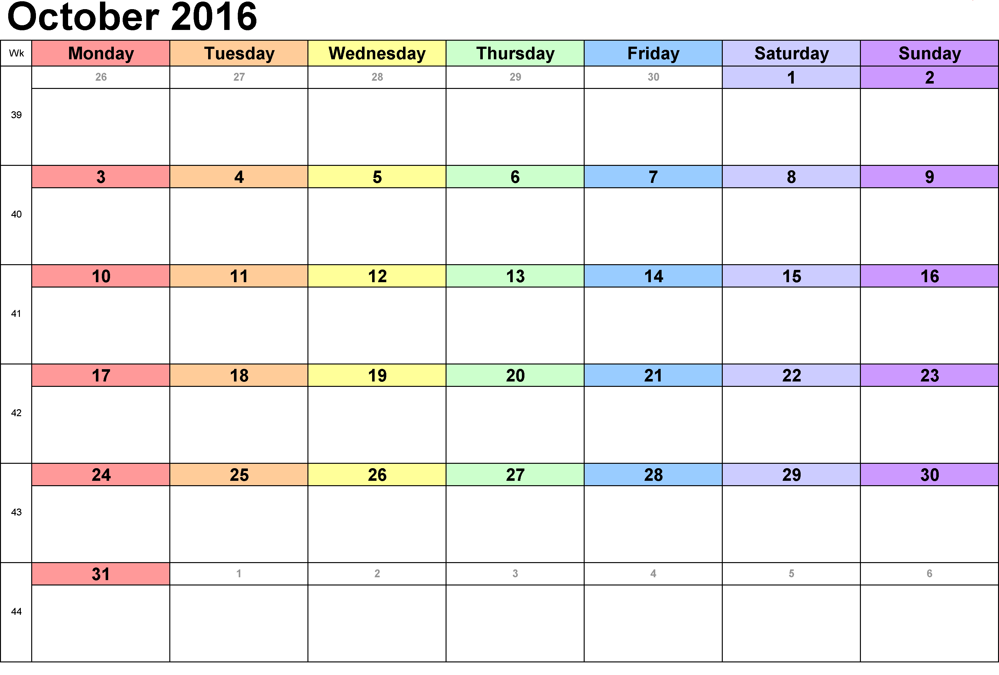 October 2016
Wk Monday Tuesday Wednesday Thursday Friday Saturday Sunday
26 27 28 29 30 1 2
39
3 4 5 6 7 8 9
40
10 11 12 13 14 15 16
41
17 18 19 20 21 22 23
42
24 25 26 27 28 29 30
43
31 1 2 3 4 5 6
44